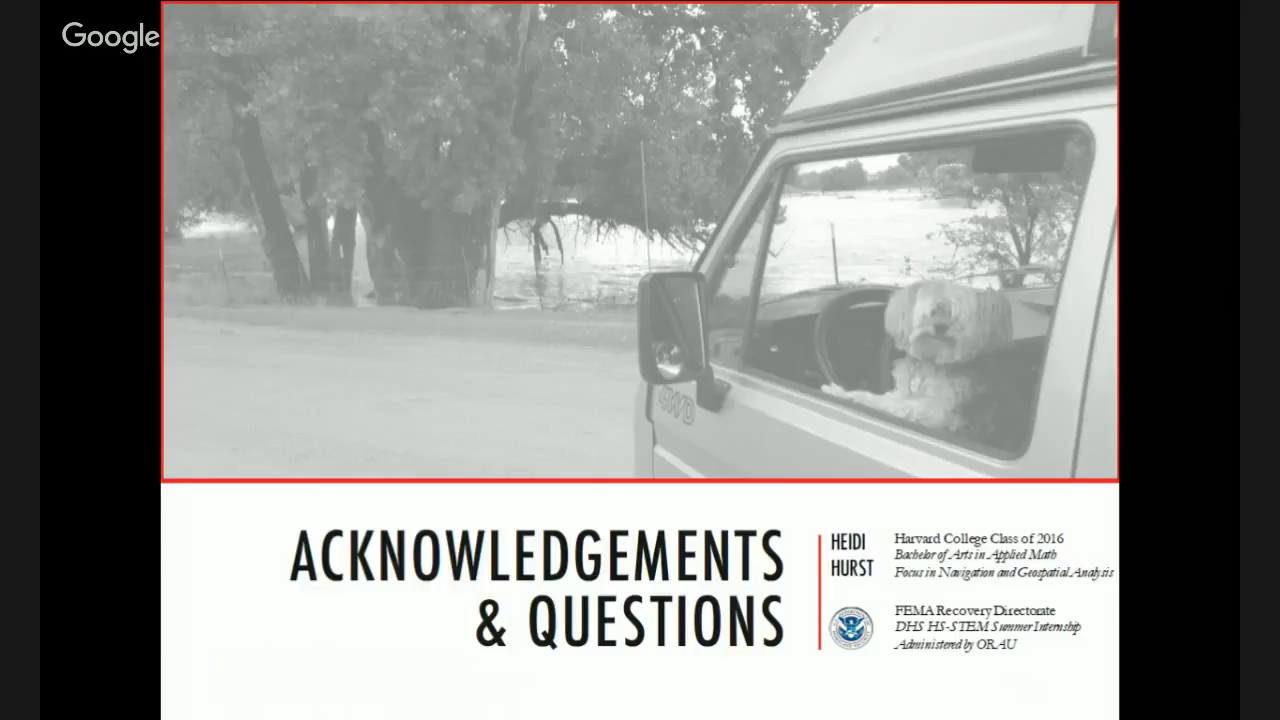 Google
4WD
ACKNOWLEDGEMENTS
& QUESTIONS
HEIDI
HURST
Harvard College Class of 2016
Bachelor of Arts in Applied Math
Focus in Navigation and Geospatial Analysis
FEMA Recovery Directorate
DHS HS-STEM Summer Internship
Administered by ORAU